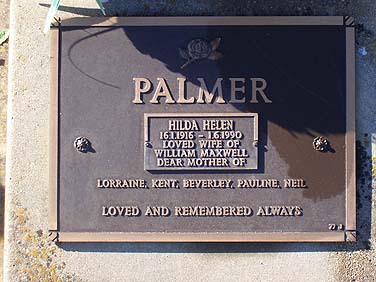 PALMER
HILDA HELEN
16.1.1916 - 1.6.1990
LOVED WIFE OF
WILLIAM MAXWELL
DEAR MOTHER OF
LORRAINE, KENT, BEVERLEY, PAULINE, NEIL
LOVED AND REMEMBERED ALWAYS